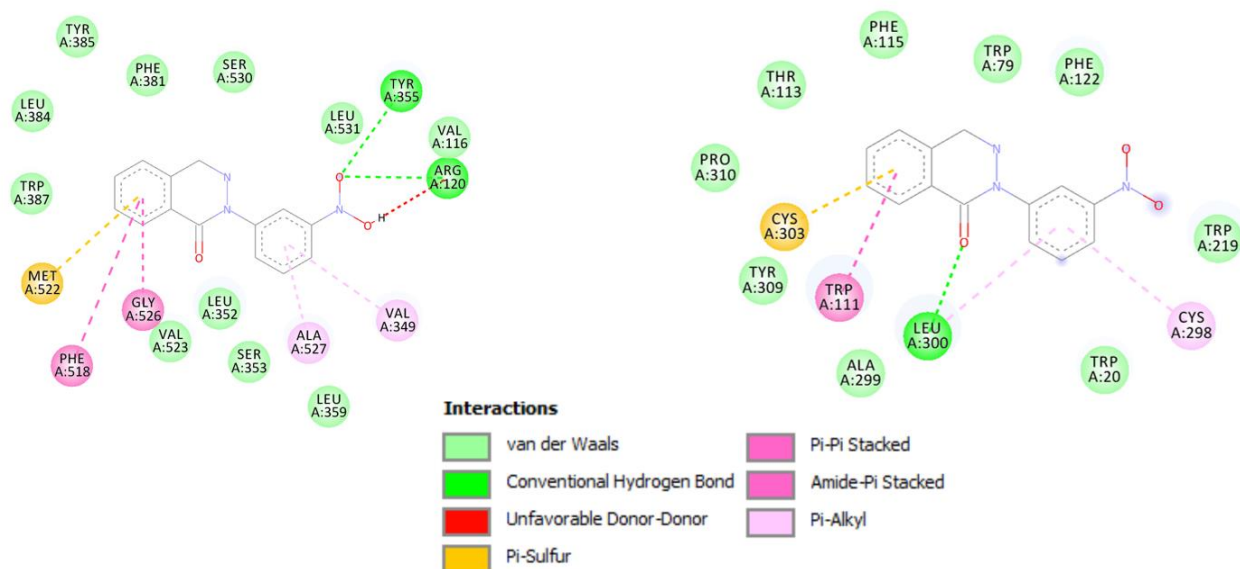 TYR
A:385
PHE
A:381
SER
A:530
TYR
A:355
LEU
A:384
LEU
A:531
VAL
A:116
ARG
A:120
TRP
A:387
N
N
O
N
O
H
O
MET
A:522
GLY
A:526
LEU
A:352
VAL
A:523
PHE
A:518
SER
A:353
ALA
A:527
VAL
A:349
LEU
A:359
PHE
A:115
TRP
A:79
PHE
A:122
THR
A:113
PRO
A:310
N
N
O
N
O
O
CYS
A:303
TRP
A:219
TYR
A:309
TRP
A:111
LEU
A:300
CYS
A:298
ALA
A:299
TRP
A:20
Interactions
van der Waals
Conventional Hydrogen Bond
Unfavorable Donor-Donor
Pi-Sulfur
Pi-Pi Stacked
Amide-Pi Stacked
Pi-Alkyl